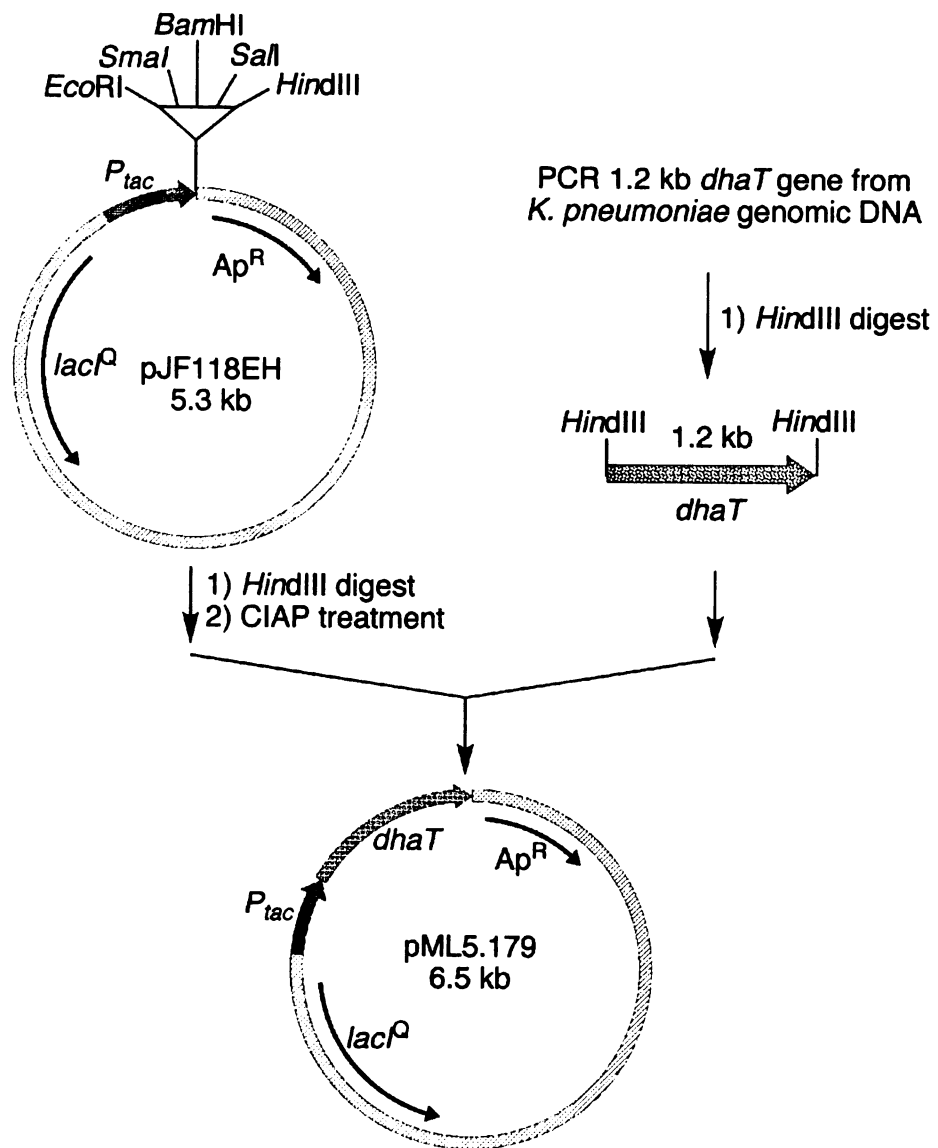 BamHI
SmaI
SalI
EcoRI
HindIII
Ptac
ApR
lacIQ
pJF118EH
5.3 kb
PCR 1.2 kb dhaT gene from
K. pneumoniae genomic DNA
1) HindIII digest
HindIII
1.2 kb
HindIII
dhaT
1) HindIII digest
2) CIAP treatment
dhaT
ApR
Ptac
pML5.179
6.5 kb
lacIQ